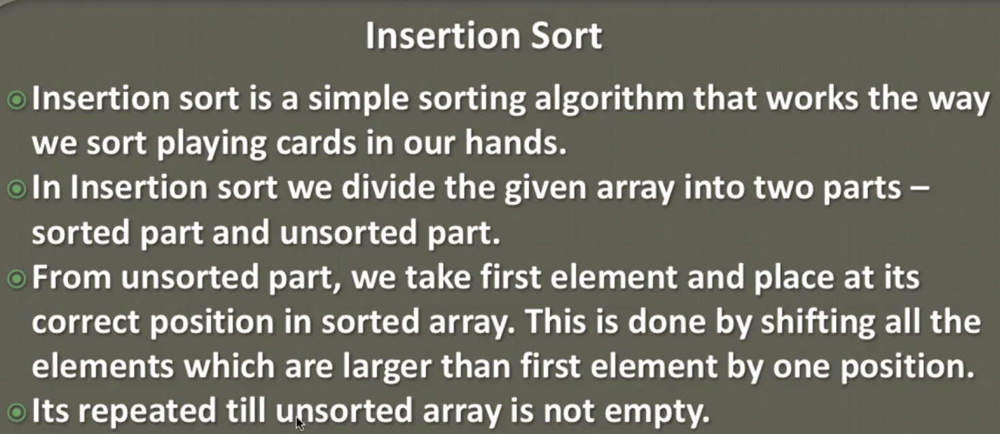 Insertion Sort
Insertion sort is a simple sorting algorithm that works the way
we sort playing cards in our hands.
In Insertion sort we divide the given array into two parts –
sorted part and unsorted part.
From unsorted part, we take first element and place at its
correct position in sorted array. This is done by shifting all the
elements which are larger than first element by one position.
Its repeated till unsorted array is not empty.